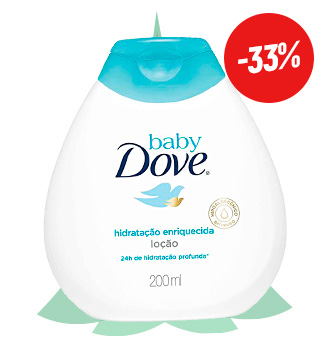 -33%
baby
Dove
hidratação enriquecida
loção
24h de hidratação profunda*
200ml